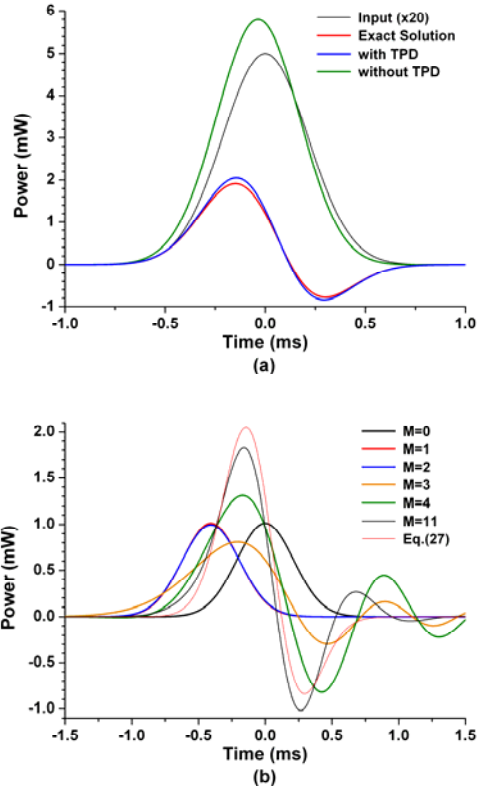 Input (x20)
Exact Solution
with TPD
without TPD
6
5
4
3
2
1
0
-1
Power (mW)
-1.0 -0.5 0.0 0.5 1.0
Time (ms)
(a)
M=0
M=1
M=2
M=3
M=4
M=11
Eq.(27)
2.0
1.5
1.0
0.5
0.0
-0.5
-1.0
Power (mW)
-1.5 -1.0 -0.5 0.0 0.5 1.0 1.5
Time (ms)
(b)